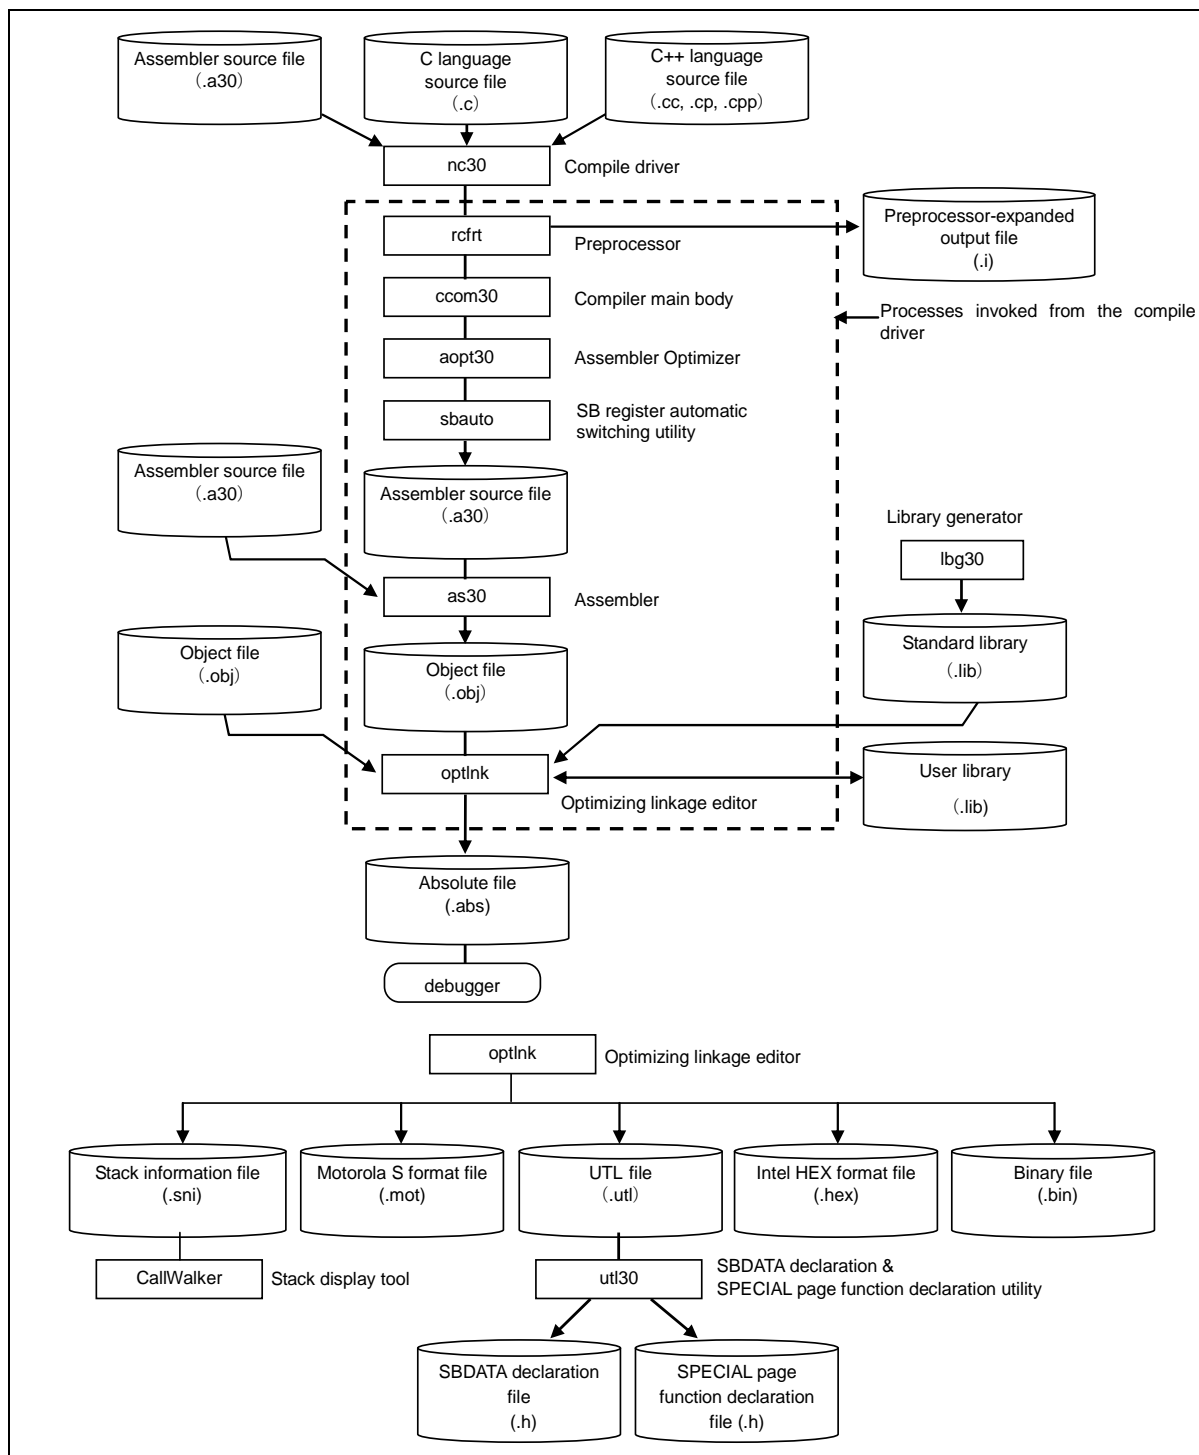 Assembler source file
（.a30）
C language
source file
（.c）
C++ language
source file
（.cc, .cp, .cpp）
nc30
Compile driver
rcfrt
Preprocessor
Preprocessor-expanded
output file
(.i)
ccom30
Compiler main body
Processes invoked from the compile
driver
aopt30
Assembler Optimizer
sbauto
SB register automatic
switching utility
Assembler source file
（.a30）
Assembler source file
（.a30）
Library generator
lbg30
as30
Assembler
Object file
（.obj）
Object file
（.obj）
Standard library
（.lib）
optlnk
Optimizing linkage editor
User library
（.lib)
Absolute file
(.abs)
debugger
optlnk
Optimizing linkage editor
Stack information file
(.sni)
Motorola S format file
(.mot)
UTL file
（.utl）
Intel HEX format file
(.hex)
Binary file
(.bin)
CallWalker
Stack display tool
utl30
SBDATA declaration &
SPECIAL page function declaration utility
SBDATA declaration
file
(.h)
SPECIAL page
function declaration
file (.h)